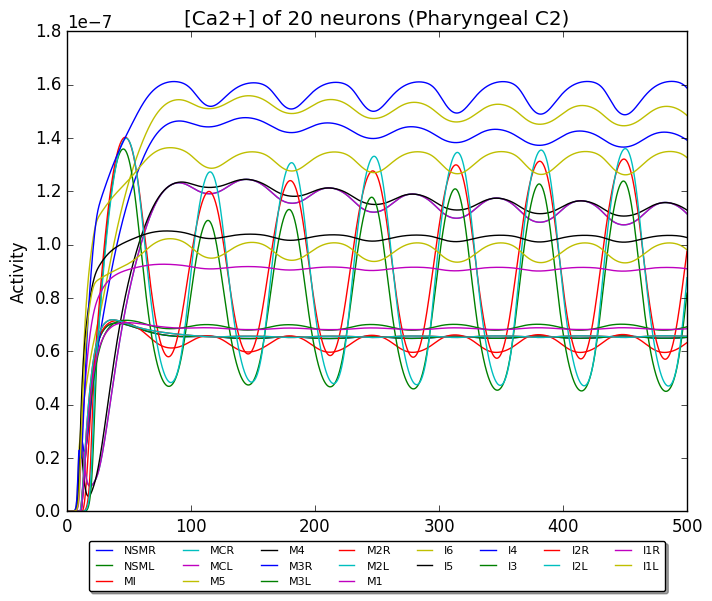 [Ca2+] of 20 neurons (Pharyngeal C2)
1e−7
1.8
1.6
1.4
1.2
1.0
0.8
0.6
0.4
0.2
0.0
Activity
0 100 200 300 400 500
NSMR MCR M4 M2R I6 I4 I2R I1R
NSML MCL M3R M2L I5 I3 I2L I1L
MI M5 M3L M1